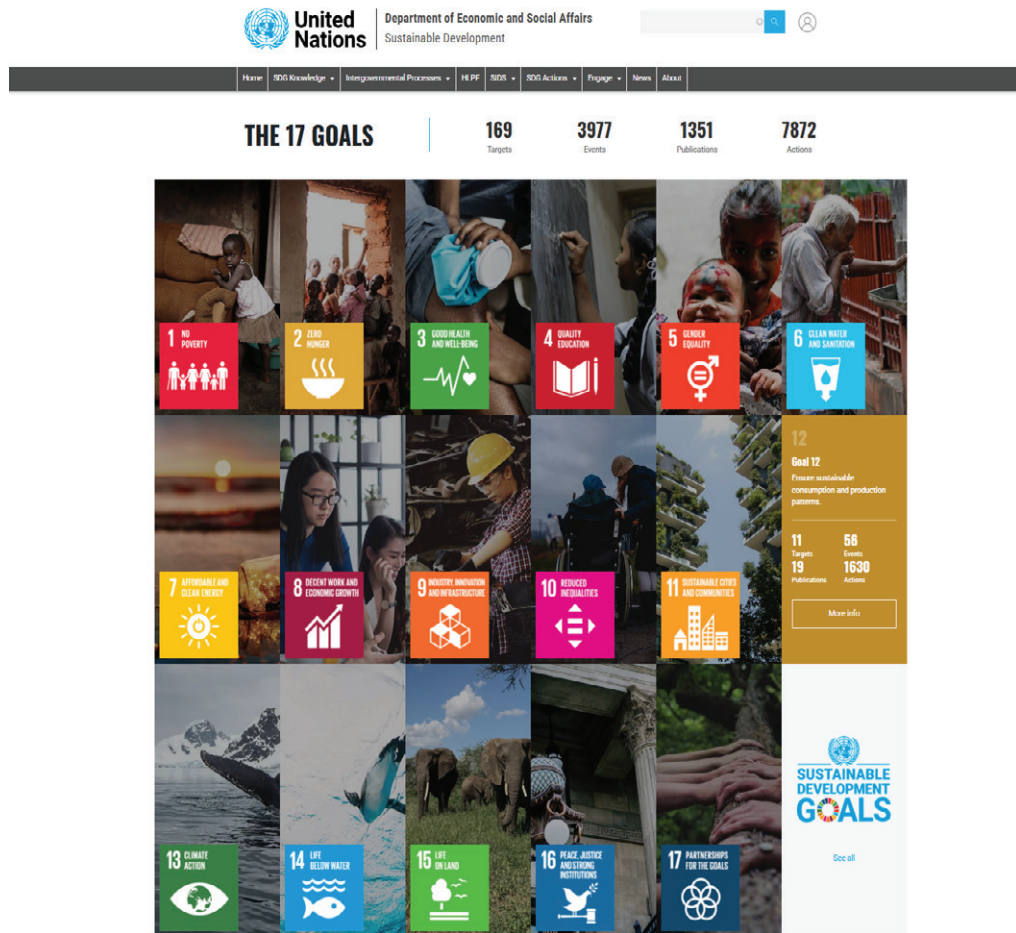 United
Nations
Department of Economic and Social Affairs
Sustainable Development
Home SDG Knowledge Intergovernmental Processes HLPF SIDS SDG Actions Engage News About
THE 17 GOALS
169
Targets
3977
Events
1351
Publications
7872
Actions
1 NO
POVERTY
2 ZERO
HUNGER
3 GOOD HEALTH
AND WELL-BEING
4 QUALITY
EDUCATION
5 GENDER
EQUALITY
6 CLEAN WATER
AND SANITATION
7 AFFORDABLE AND
CLEAN ENERGY
8 DECENT WORK AND
ECONOMIC GROWTH
9 INDUSTRY, INNOVATION
AND INFRASTRUCTURE
10 REDUCED
INEQUALITIES
11 SUSTAINABLE CITIES
AND COMMUNITIES
12
Goal 12
Ensure sustainable
consumption and production
patterns.
11 56
Targets Events
19 1630
Publications Actions
More info
13 CLIMATE
ACTION
14 LIFE
BELOW WATER
15 LIFE
ON LAND
16 PEACE, JUSTICE
AND STRONG
INSTITUTIONS
17 PARTNERSHIPS
FOR THE GOALS
SUSTAINABLE
DEVELOPMENT
GOALS
See all